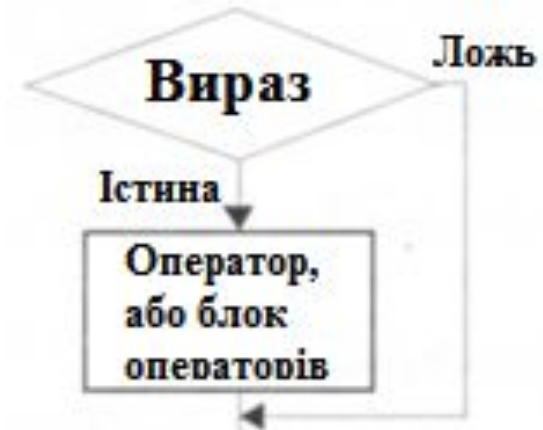 Вираз
Ложь
Істина
Оператор,
або блок
операторів